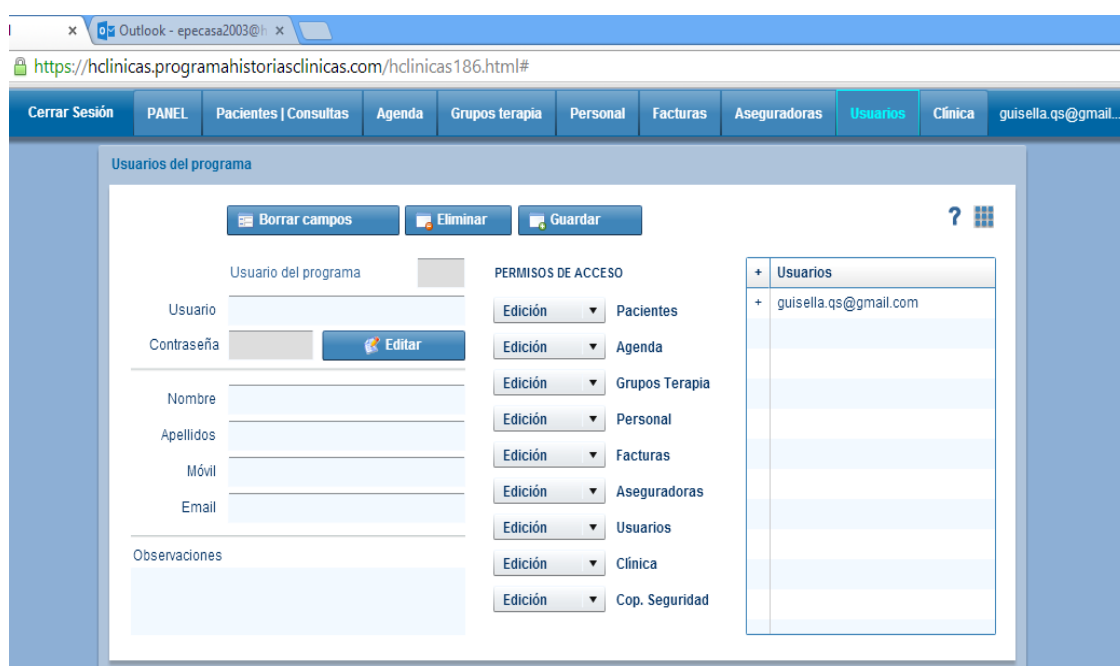 Outlook - epecasa2003@h
https://hclinicas.programahistoriasclinicas.com/hclinicas186.html#
Cerrar Sesión PANEL Pacientes | Consultas Agenda Grupos terapia Personal Facturas Aseguradoras Usuarios Clínica guisella.qs@gmail...
Usuarios del programa
Borrar campos Eliminar Guardar ?
Usuario del programa PERMISOS DE ACCESO + Usuarios
Usuario Edición Pacientes + guisella.qs@gmail.com
Contraseña Editar Edición Agenda
Edición Grupos Terapia
Nombre
Edición Personal
Apellidos
Edición Facturas
Móvil
Edición Aseguradoras
Email
Edición Usuarios
Observaciones
Edición Clínica
Edición Cop. Seguridad